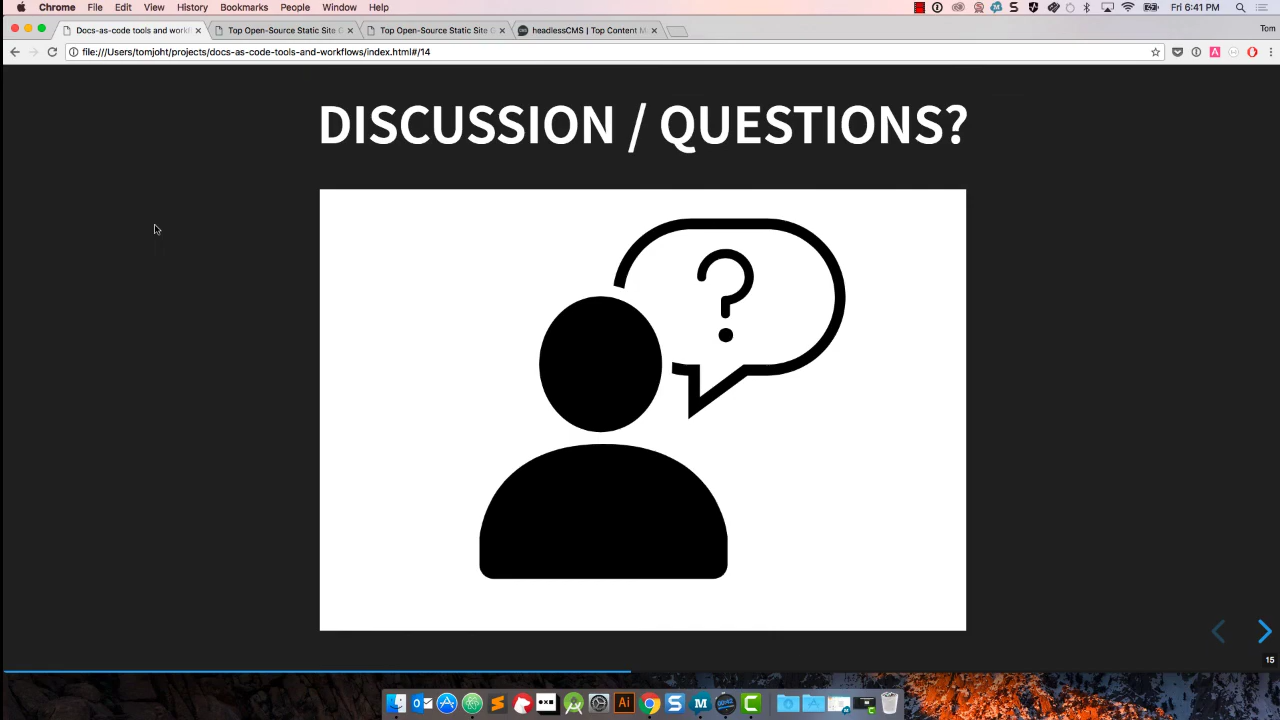 Chrome File Edit View History Bookmarks People Window Help Fri 6:41 PM
Docs-as-code tools and workf Top Open-Source Static Site G Top Open-Source Static Site G headlessCMS | Top Content M Tom
file:///Users/tomjoht/projects/docs-as-code-tools-and-workflows/index.html#/14
DISCUSSION / QUESTIONS?
?
15